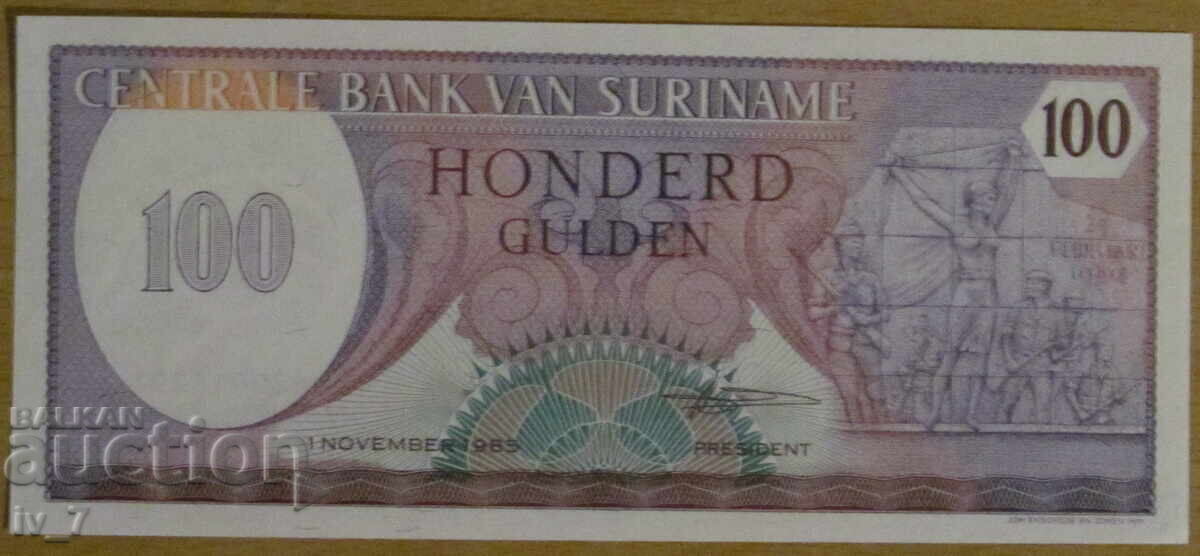 CENTRALE BANK VAN SURINAME
100
HONDERD
GULDEN
100
1 NOVEMBER 1985
PRESIDENT
BALKAN
auction
iv_7